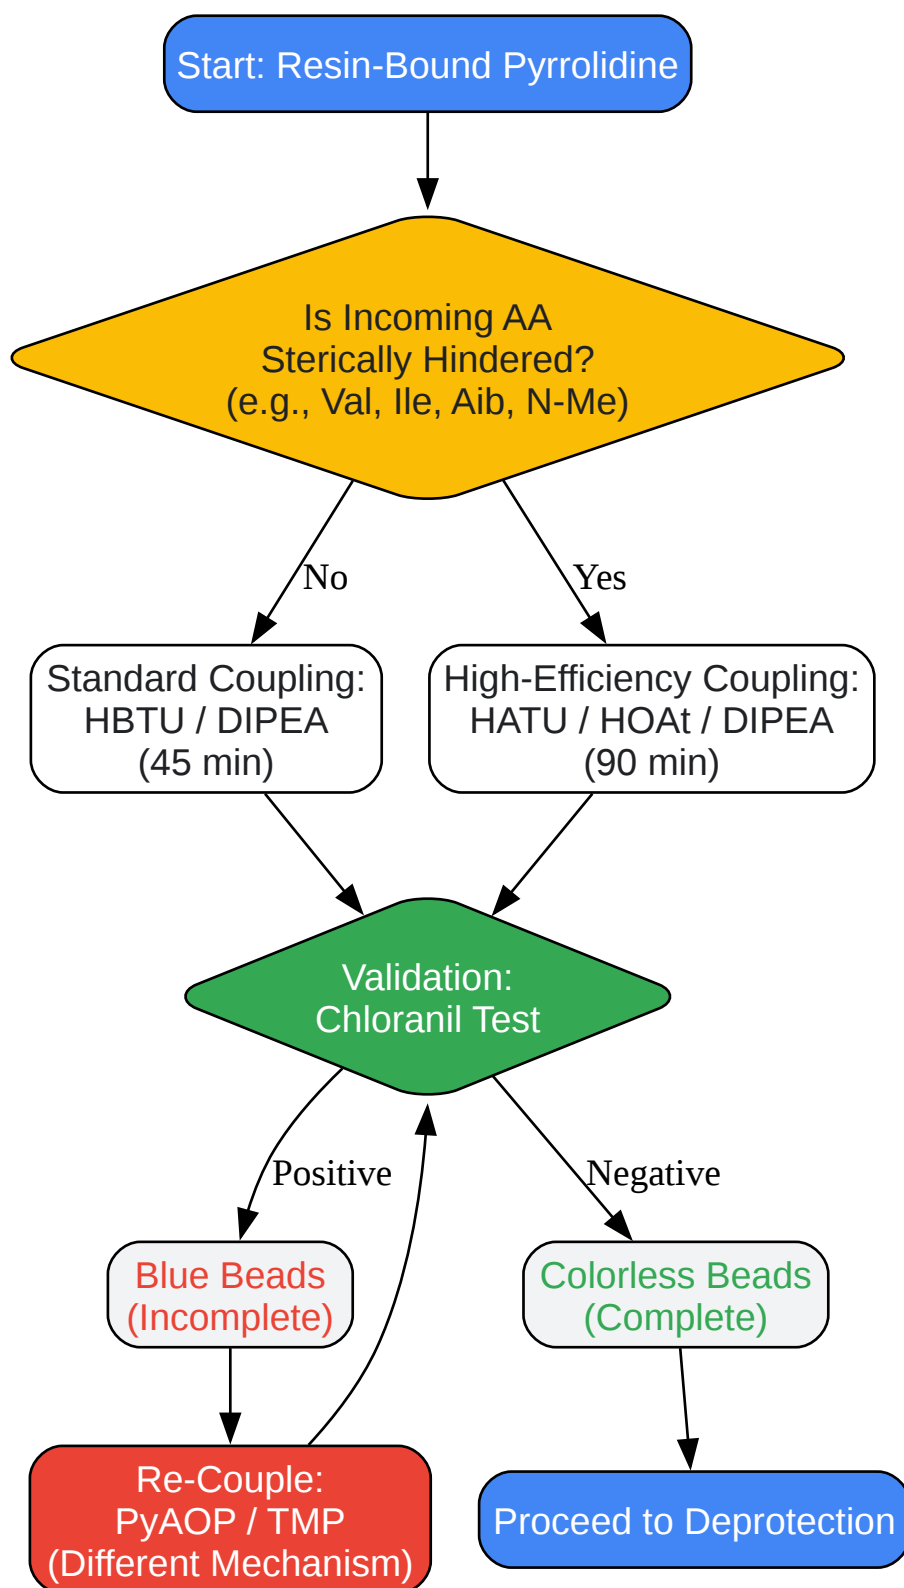 Start: Resin-Bound Pyrrolidine
Is Incoming AA
Sterically Hindered?
(e.g., Val, Ile, Aib, N-Me)
No
Yes
Standard Coupling:
HBTU / DIPEA
(45 min)
High-Efficiency Coupling:
HATU / HOAt / DIPEA
(90 min)
Validation:
Chloranil Test
Positive
Negative
Blue Beads
(Incomplete)
Colorless Beads
(Complete)
Re-Couple:
PyAOP / TMP
(Different Mechanism)
Proceed to Deprotection